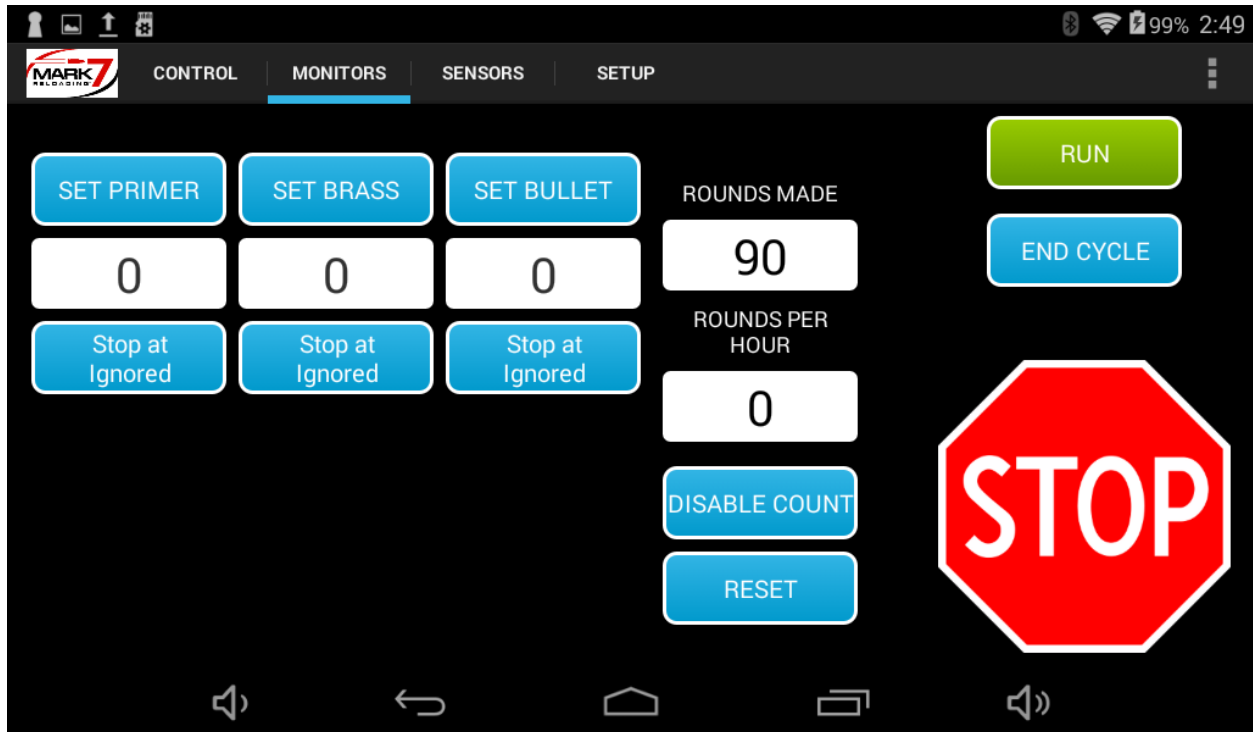 99% 2:49
MARK 7
RELOADING
CONTROL
MONITORS
SENSORS
SETUP
SET PRIMER
SET BRASS
SET BULLET
0
0
0
Stop at
Ignored
Stop at
Ignored
Stop at
Ignored
ROUNDS MADE
90
ROUNDS PER
HOUR
0
DISABLE COUNT
RESET
RUN
END CYCLE
STOP